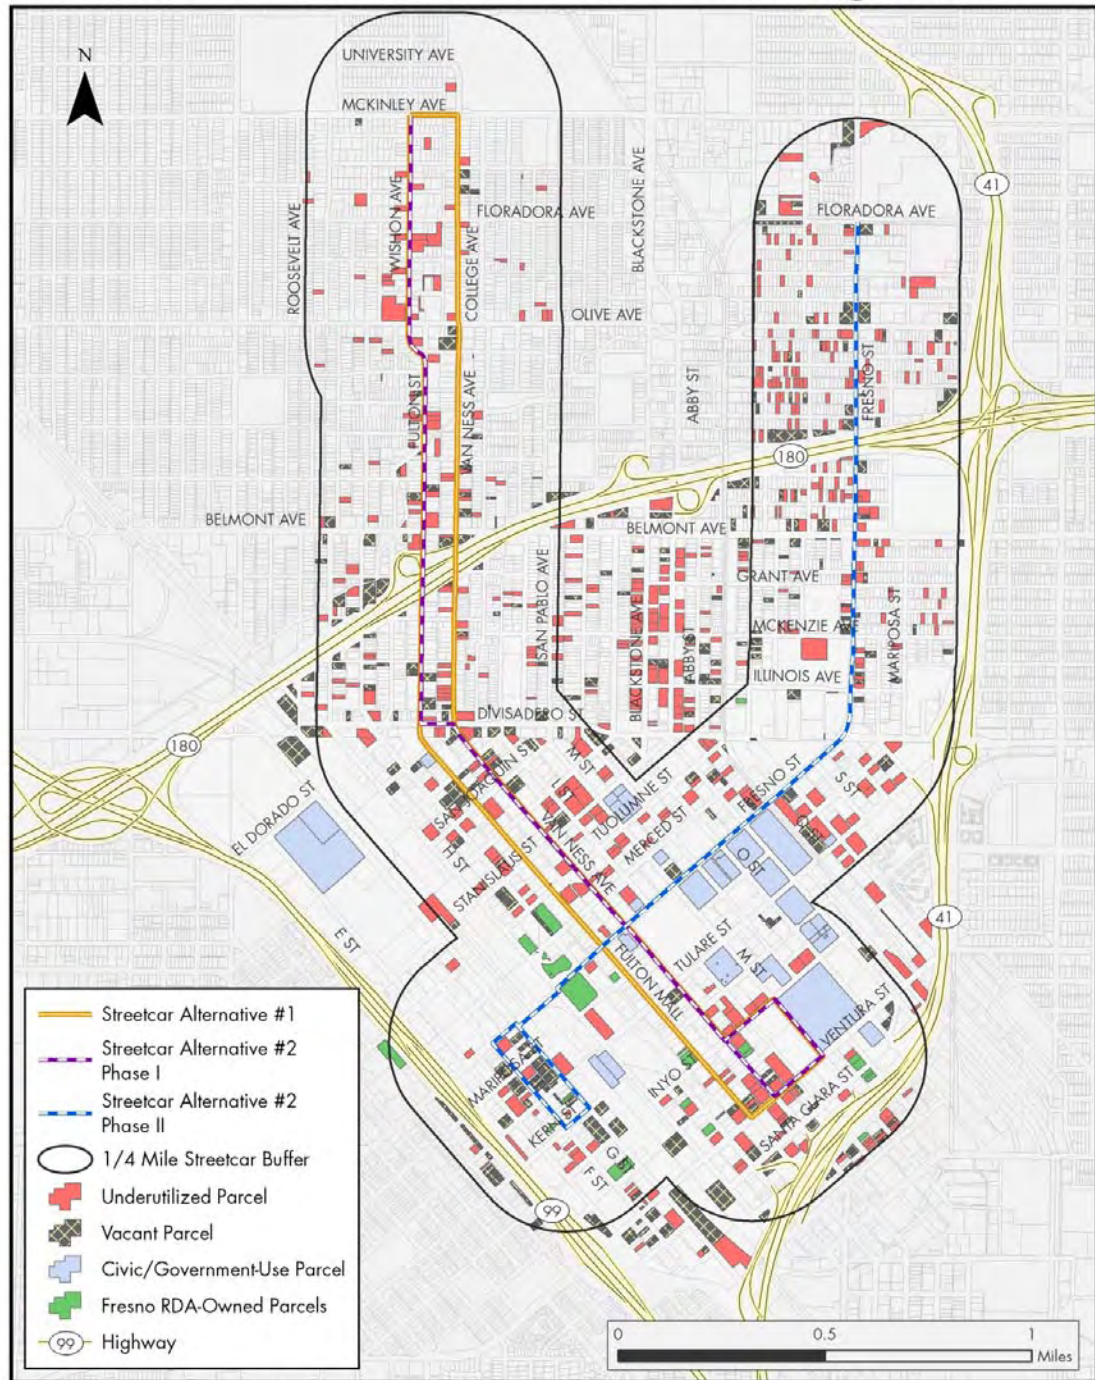 UNIVERSITY AVE
N
MCKINLEY AVE
41
ROOSEVELT AVE
WISHON AVE
FLORADORA AVE
COLLEGE AVE
BLACKSTONE AVE
FLORADORA AVE
OLIVE AVE
FULTON ST
VAN NESS AVE
ABBY ST
FRESNO ST
180
BELMONT AVE
BELMONT AVE
SAN PABLO AVE
GRANT AVE
BLACKSTONE AVE
ABBY ST
MCKENZIE AVE
MARIPOSA ST
ILLINOIS AVE
DIVISADERO ST
180
EL DORADO ST
SAN JOAQUIN ST
M ST
L ST
TUOLUMNE ST
FRESNO ST
S ST
H ST
STANISLAUS ST
VAN NESS AVE
MERCED ST
O ST
Q ST
41
E ST
FULTON MALL
TULARE ST
M ST
VENTURA ST
MARIPOSA ST
INYO ST
KERN
SANTA CLARA ST
G ST
F ST
99
Streetcar Alternative #1
Streetcar Alternative #2
Phase I
Streetcar Alternative #2
Phase II
1/4 Mile Streetcar Buffer
Underutilized Parcel
Vacant Parcel
Civic/Government-Use Parcel
Fresno RDA-Owned Parcels
99 Highway
0 0.5 1
Miles